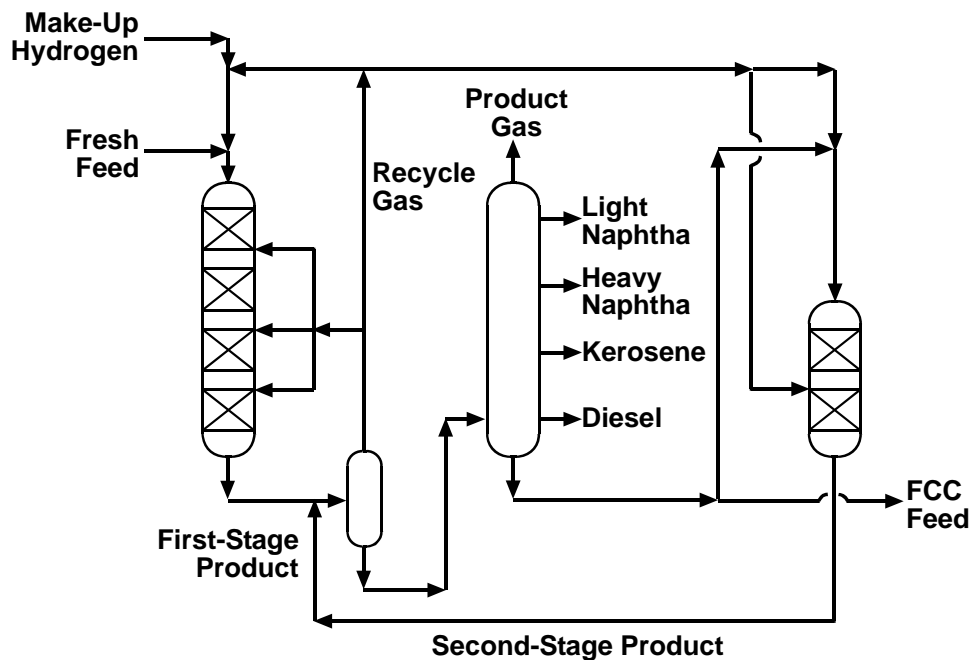 Make-Up
Hydrogen
Product
Gas
Fresh
Feed
Recycle
Gas
Light
Naphtha
Heavy
Naphtha
Kerosene
Diesel
FCC
Feed
First-Stage
Product
Second-Stage Product